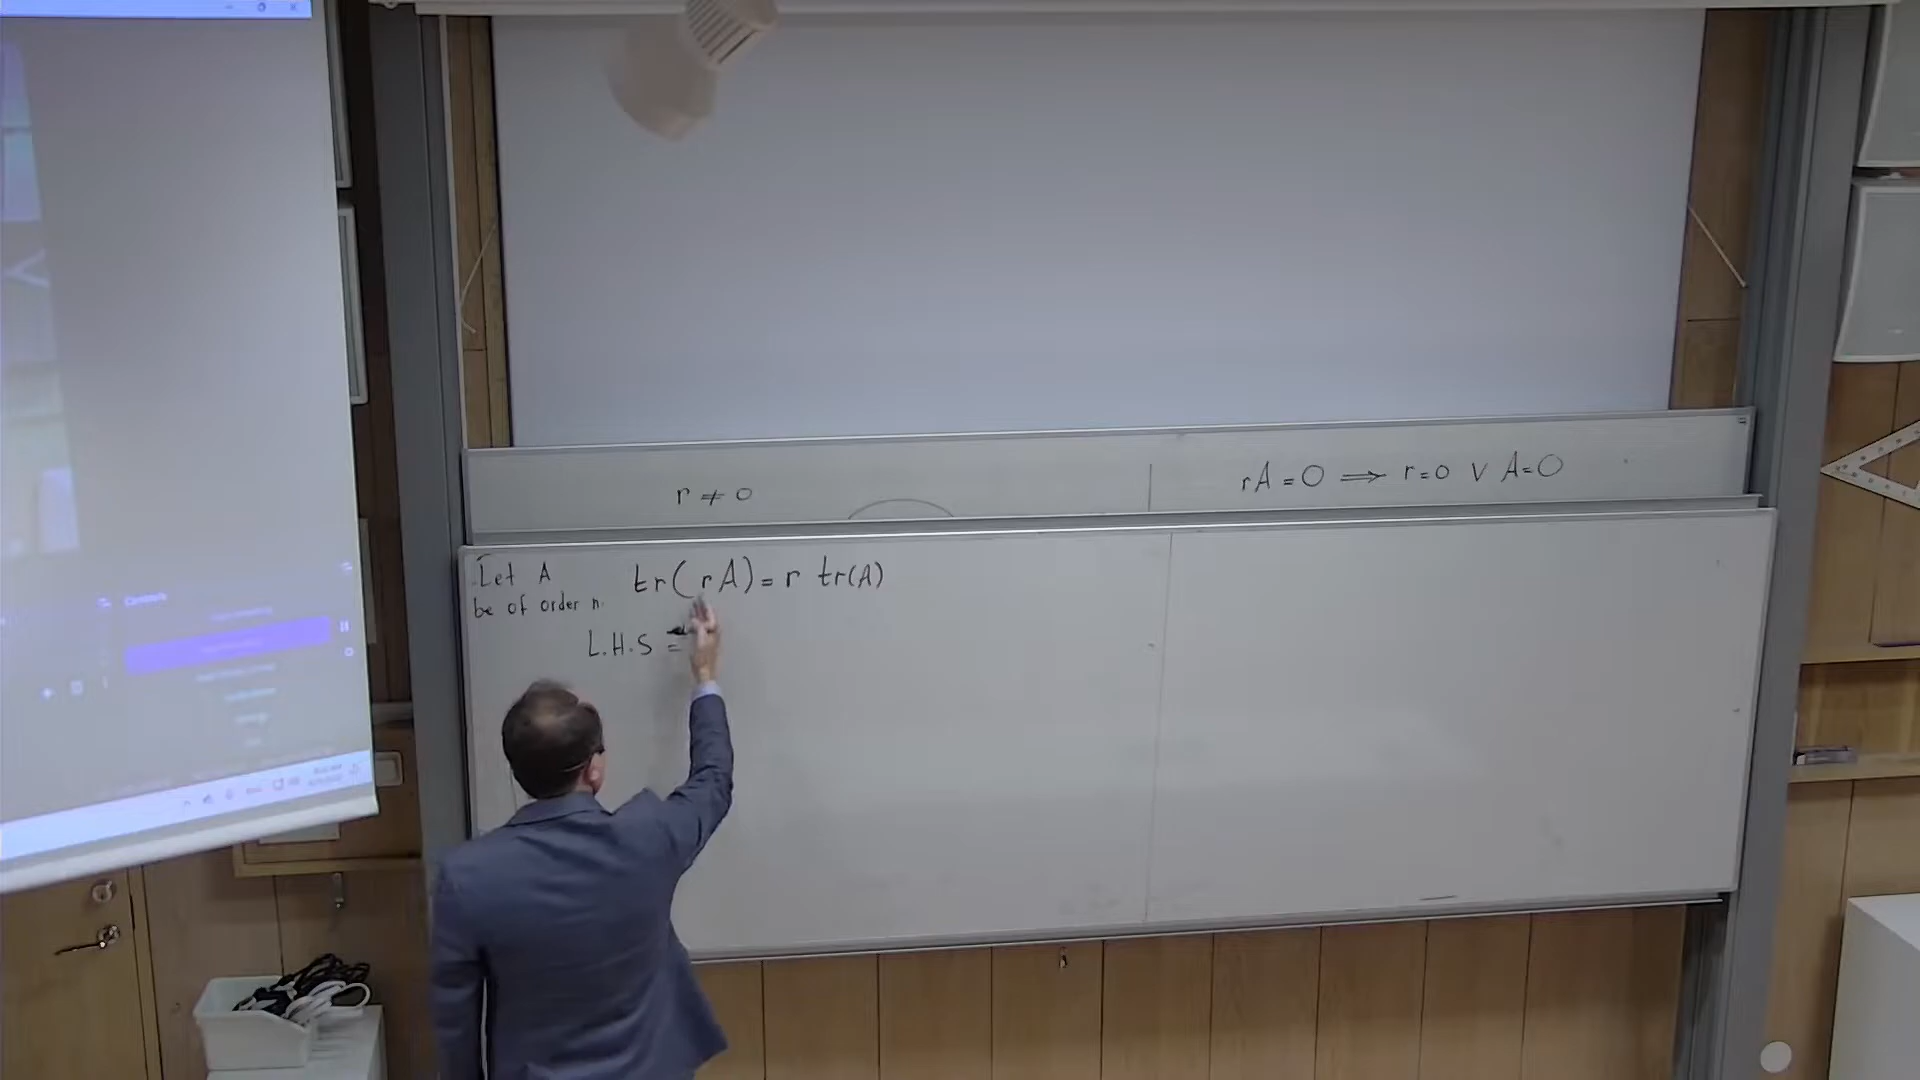 r ≠ 0
rA = O ⟹ r=0 ∨ A=O
Let A
be of order n.
tr(rA) = r tr(A)
L.H.S =